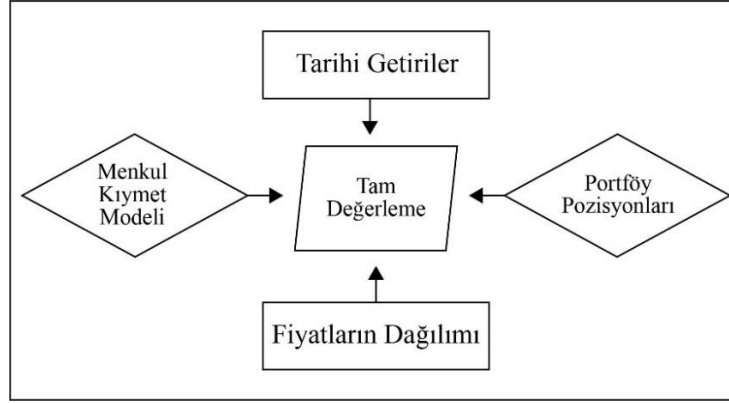 Tarihi Getiriler
Menkul
Kıymet
Modeli
Tam
Değerleme
Portföy
Pozisyonları
Fiyatların Dağılımı